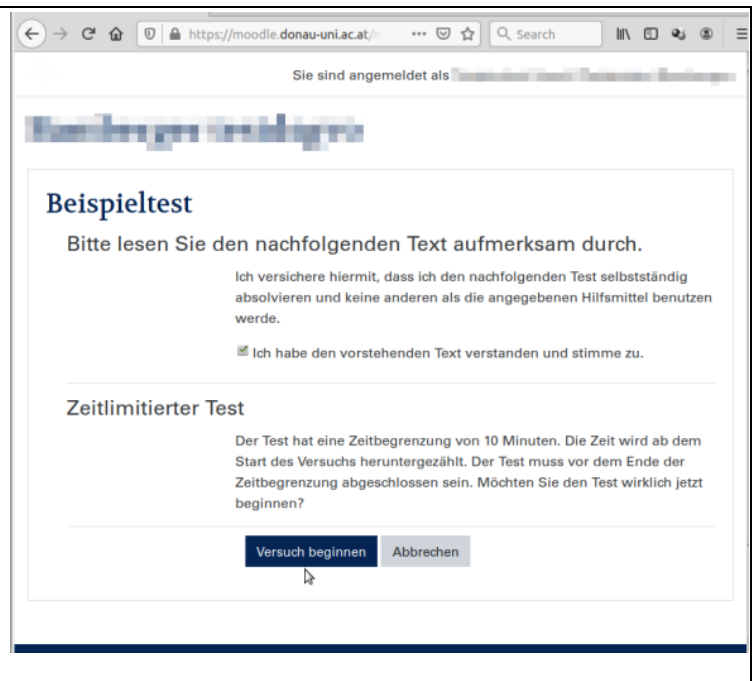 https://moodle.donau-uni.ac.at/
Search
Sie sind angemeldet als
Beispieltest
Bitte lesen Sie den nachfolgenden Text aufmerksam durch.
Ich versichere hiermit, dass ich den nachfolgenden Test selbstständig
absolvieren und keine anderen als die angegebenen Hilfsmittel benutzen
werde.
Ich habe den vorstehenden Text verstanden und stimme zu.
Zeitlimitierter Test
Der Test hat eine Zeitbegrenzung von 10 Minuten. Die Zeit wird ab dem
Start des Versuchs heruntergezählt. Der Test muss vor dem Ende der
Zeitbegrenzung abgeschlossen sein. Möchten Sie den Test wirklich jetzt
beginnen?
Versuch beginnen
Abbrechen